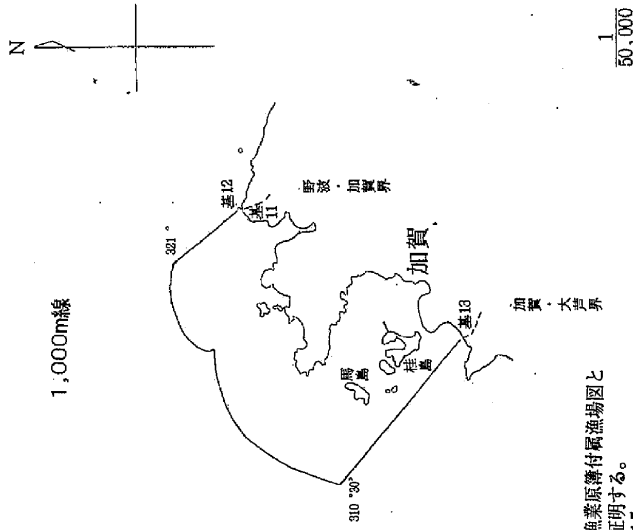 N
1,000m線
321°
基12
基11
野波・加賀界
加賀
馬島
桂島
基13
加賀・大芦界
310°30'
1
50,000
漁業原簿付属漁場図と
証明する。